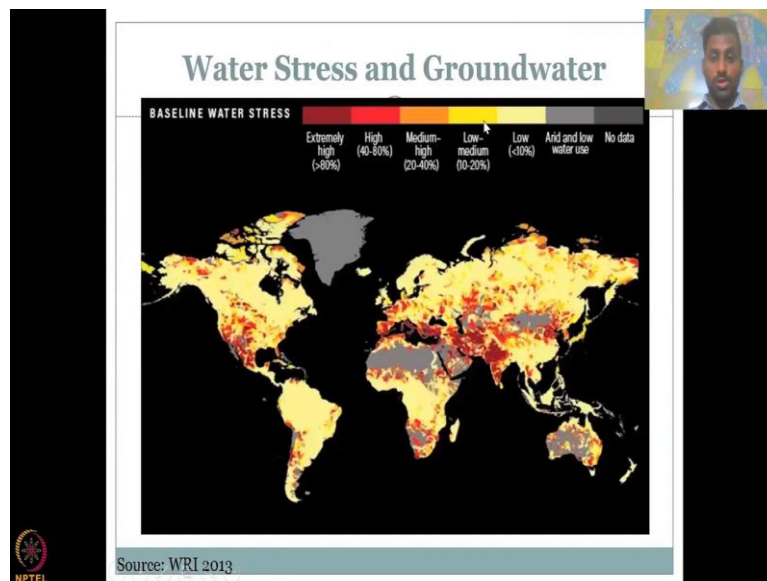 Water Stress and Groundwater
BASELINE WATER STRESS
Extremely high (>80%)
High (40-80%)
Medium– high (20-40%)
Low– medium (10-20%)
Low (<10%)
Arid and low water use
No data
Source: WRI 2013
NPTEL